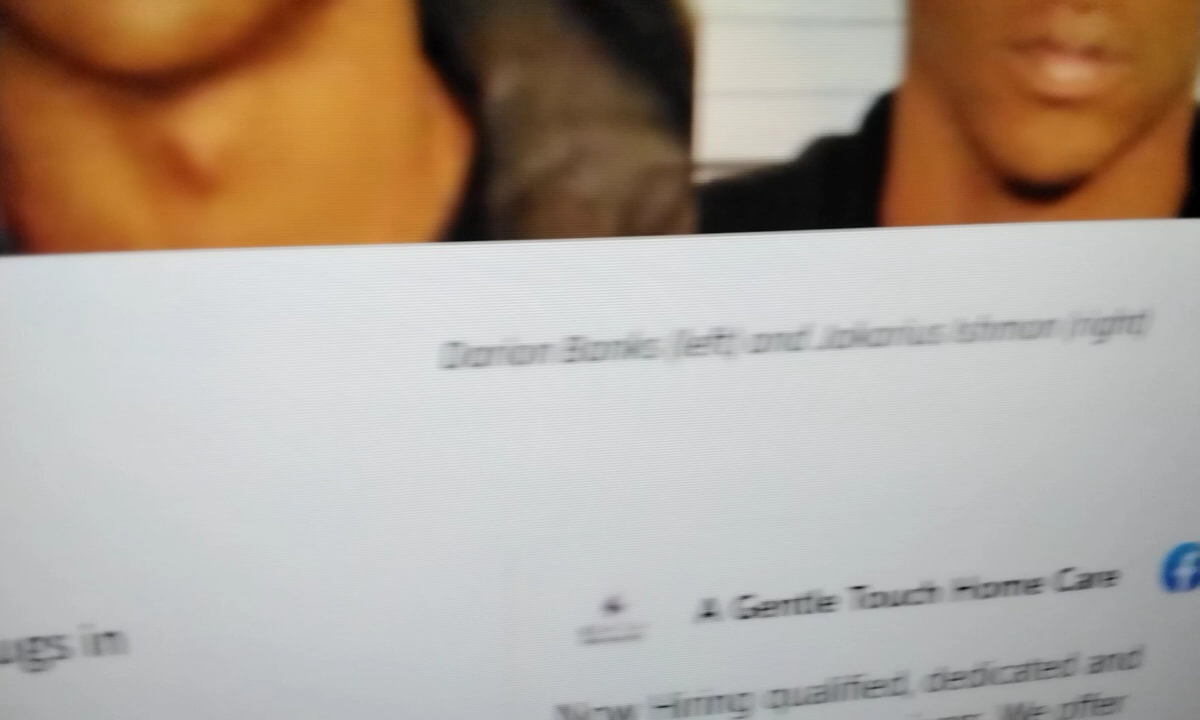 Darion Banks (left) and Jakarius Ishmon (right)
A Gentle Touch Home Care
ugs in
Now Hiring qualified, dedicated and
We offer